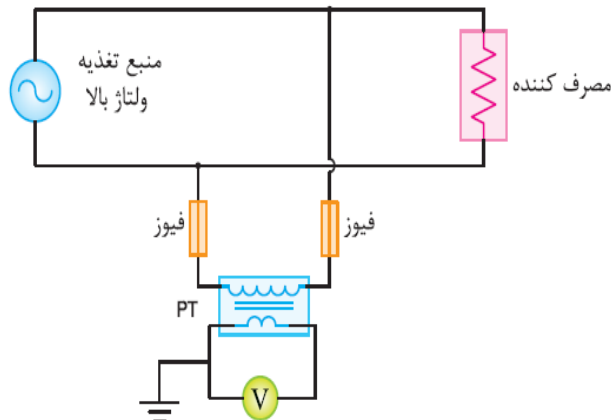 منبع تغذیه
ولتاژ بالا
مصرف کننده
فیوز
فیوز
PT
V